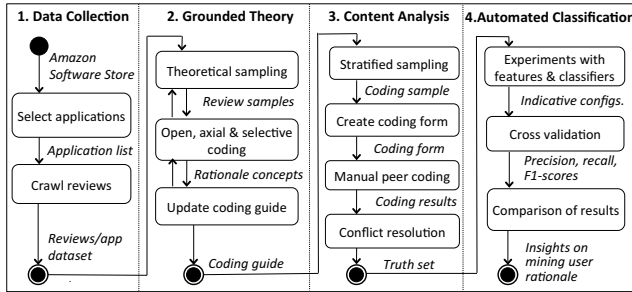 1. Data Collection
Amazon
Software Store
Select applications
Application list
Crawl reviews
Reviews/app
dataset
2. Grounded Theory
Theoretical sampling
Review samples
Open, axial & selective
coding
Rationale concepts
Update coding guide
Coding guide
3. Content Analysis
Stratified sampling
Coding sample
Create coding form
Coding form
Manual peer coding
Coding results
Conflict resolution
Truth set
4.Automated Classification
Experiments with
features & classifiers
Indicative configs.
Cross validation
Precision, recall,
F1-scores
Comparison of results
Insights on
mining user
rationale